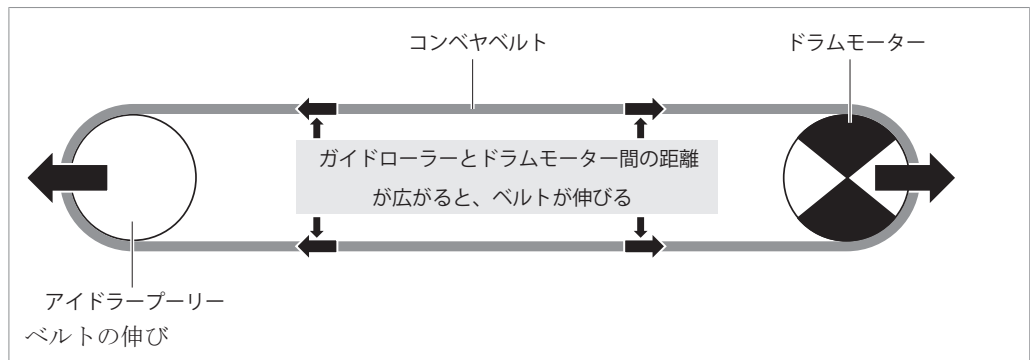 コンベヤベルト
ドラムモーター
ガイドローラーとドラムモーター間の距離
が広がると、ベルトが伸びる
アイドラープーリー
ベルトの伸び